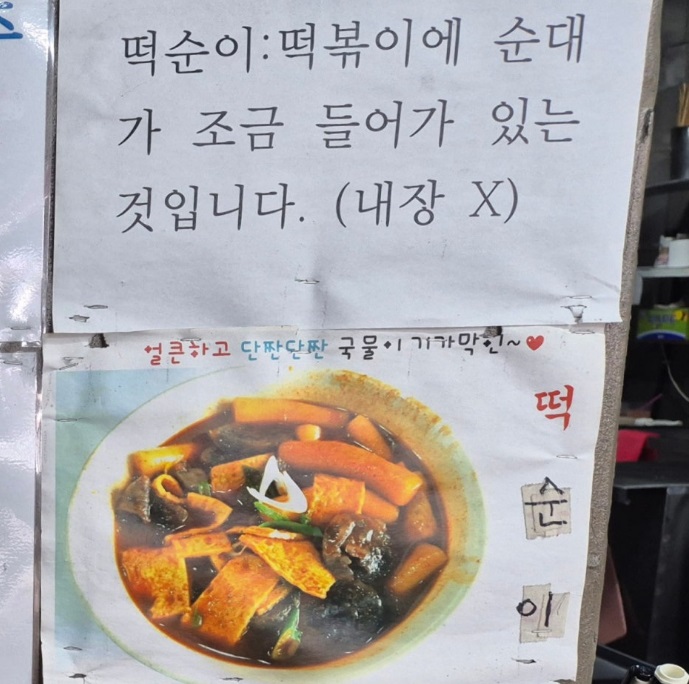 떡순이:떡볶이에 순대
가 조금 들어가 있는
것입니다. (내장 X)
얼큰하고 단짠단짠 국물이 기가막힌~♥
떡
순
이